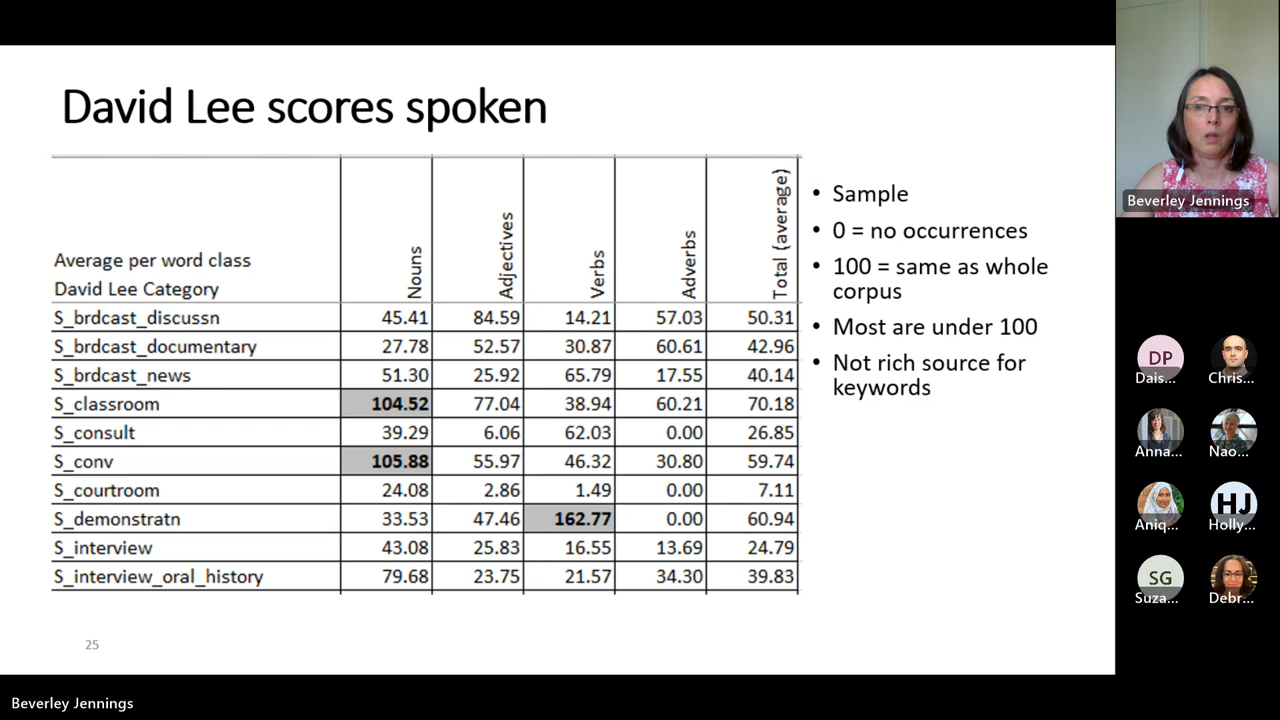 David Lee scores spoken
Average per word class
David Lee Category
Nouns
Adjectives
Verbs
Adverbs
Total (average)
S_brdcast_discussn 45.41 84.59 14.21 57.03 50.31
S_brdcast_documentary 27.78 52.57 30.87 60.61 42.96
S_brdcast_news 51.30 25.92 65.79 17.55 40.14
S_classroom 104.52 77.04 38.94 60.21 70.18
S_consult 39.29 6.06 62.03 0.00 26.85
S_conv 105.88 55.97 46.32 30.80 59.74
S_courtroom 24.08 2.86 1.49 0.00 7.11
S_demonstratn 33.53 47.46 162.77 0.00 60.94
S_interview 43.08 25.83 16.55 13.69 24.79
S_interview_oral_history 79.68 23.75 21.57 34.30 39.83
• Sample
• 0 = no occurrences
• 100 = same as whole
corpus
• Most are under 100
• Not rich source for
keywords
25
Beverley Jennings
DP
Dais...
Chris...
Anna...
Nao...
Aniq...
HJ
Holly...
SG
Suza...
Debr...
Beverley Jennings